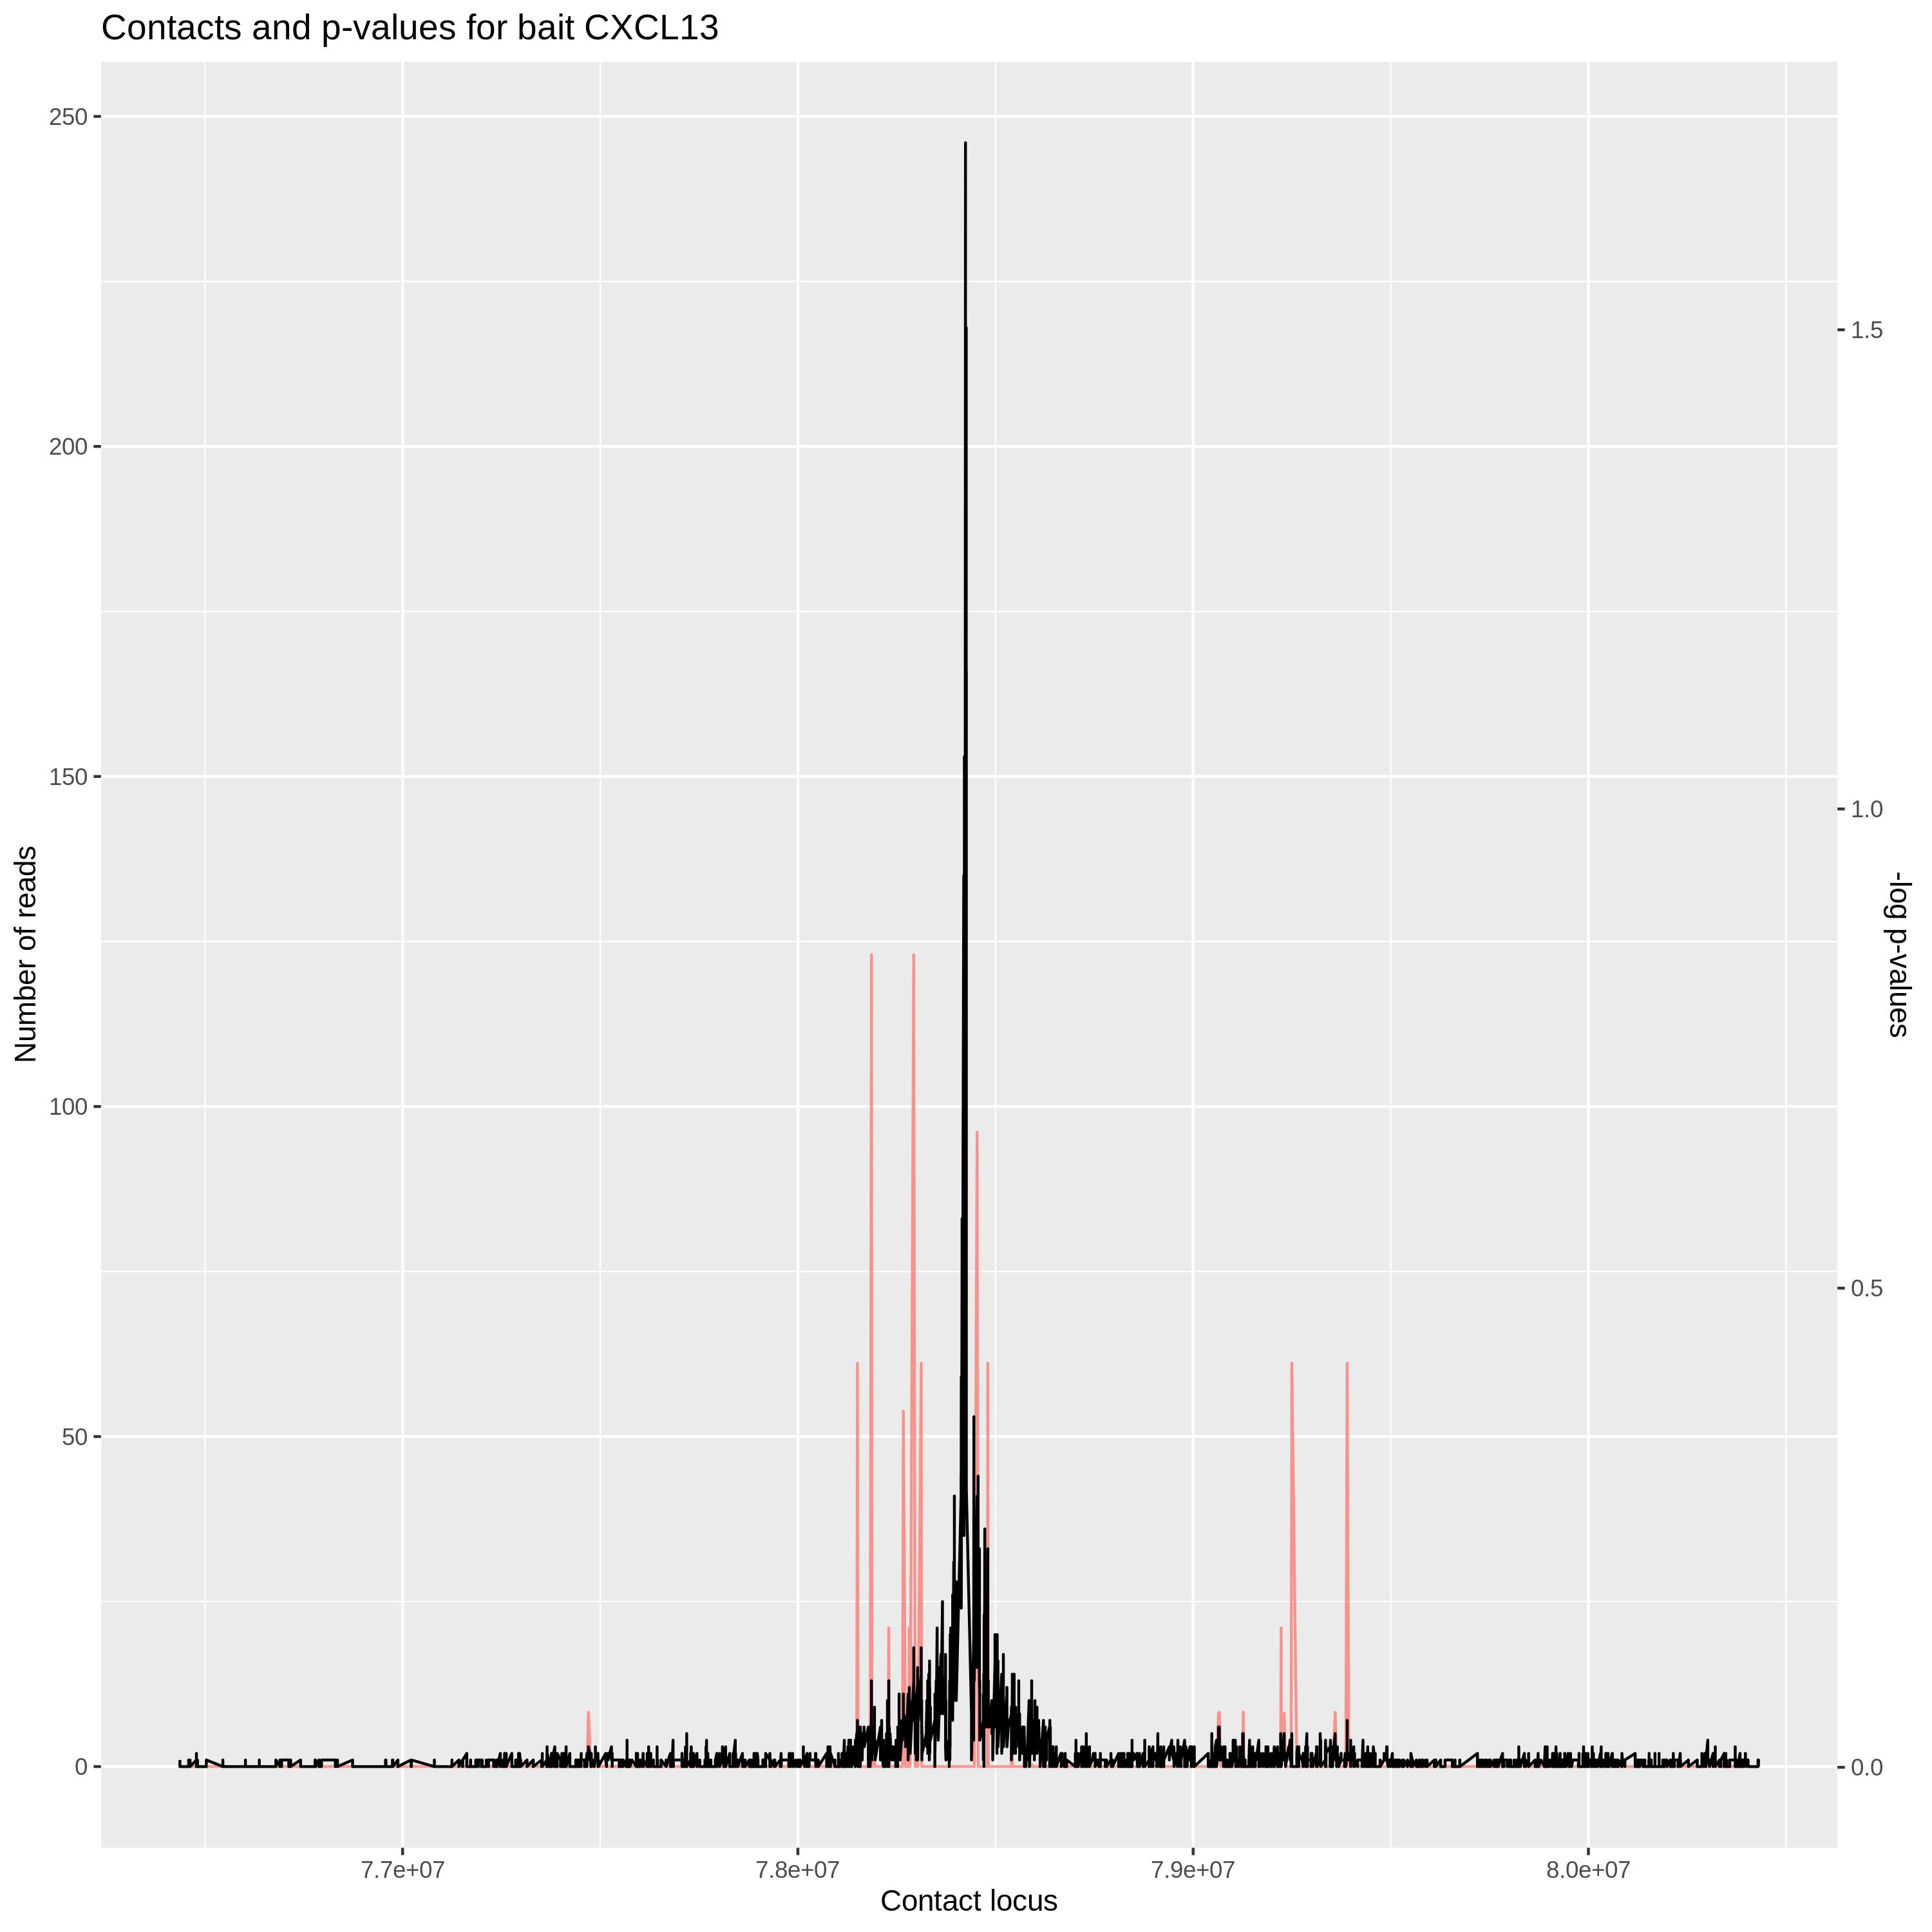 Contacts and p-values for bait CXCL13
250
200
150
100
50
0
Number of reads
1.5
1.0
0.5
0.0
-log p-values
7.7e+07 7.8e+07 7.9e+07 8.0e+07
Contact locus